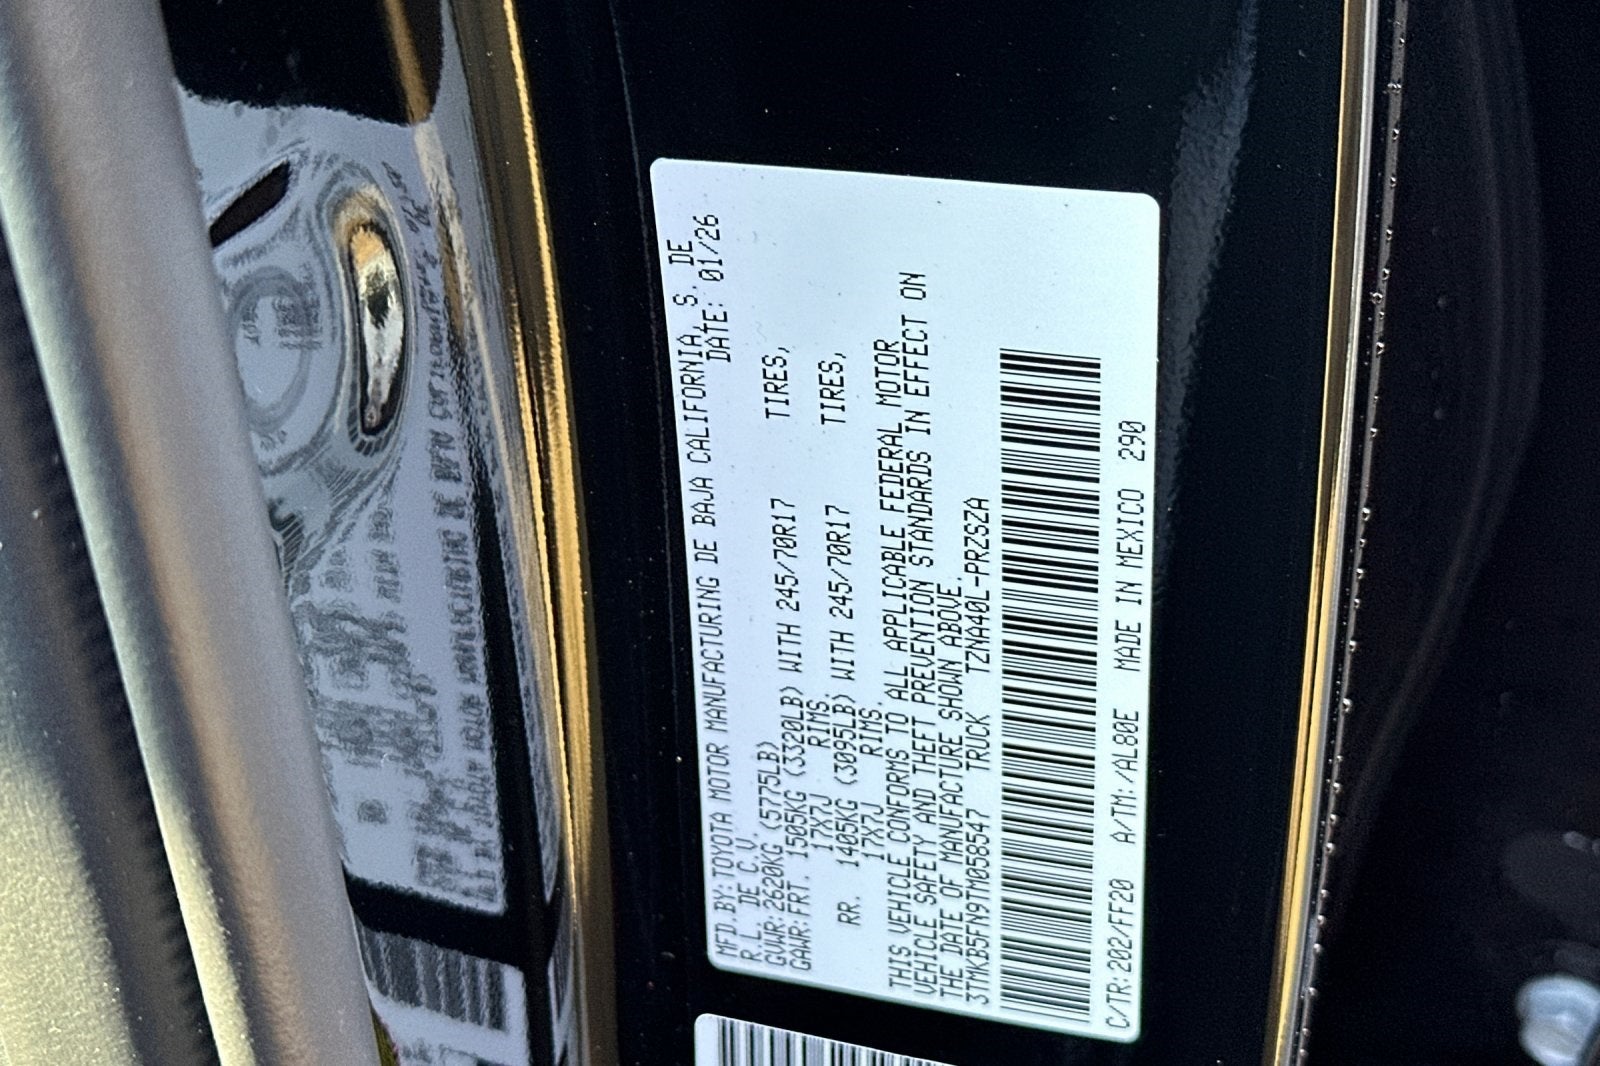 MFD.BY:TOYOTA MOTOR MANUFACTURING DE BAJA CALIFORNIA, S. DE
R.L. DE C.V. DATE: 01/26
GVWR:2620KG (5775LB)
GAWR:FRT. 1505KG (3320LB) WITH 245/70R17 TIRES,
17X7J RIMS.
RR. 1405KG (3095LB) WITH 245/70R17 TIRES,
17X7J RIMS.
THIS VEHICLE CONFORMS TO ALL APPLICABLE FEDERAL MOTOR
VEHICLE SAFETY AND THEFT PREVENTION STANDARDS IN EFFECT ON
THE DATE OF MANUFACTURE SHOWN ABOVE.
3TMKB5FN9TM058547 TRUCK TZNA40L-PRZSZA
C/TR:202/FF20 A/TM:/AL80E MADE IN MEXICO 290